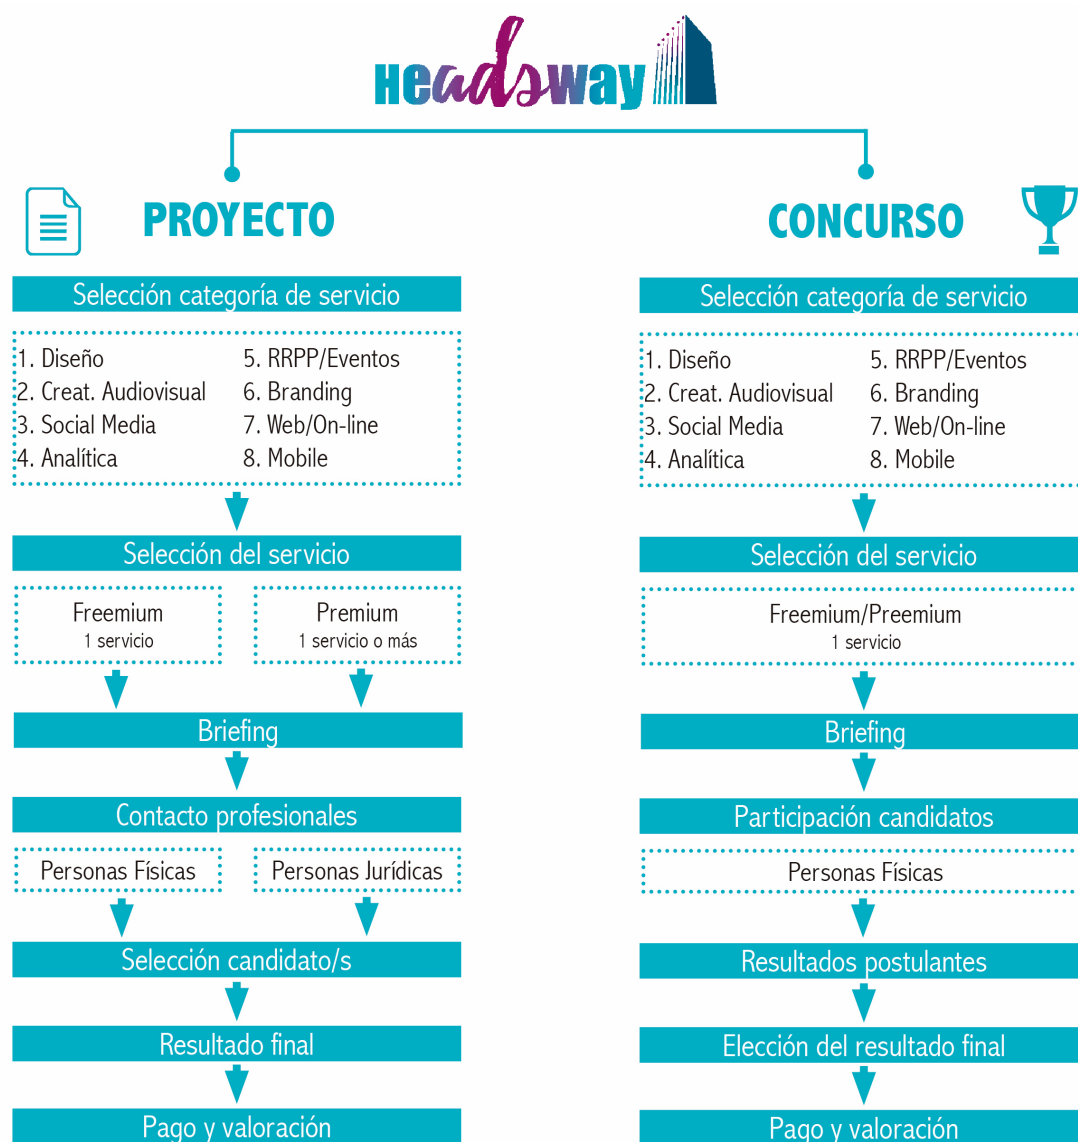 Headsway
PROYECTO
Selección categoría de servicio
1. Diseño
2. Creat. Audiovisual
3. Social Media
4. Analítica
5. RRPP/Eventos
6. Branding
7. Web/On-line
8. Mobile
Selección del servicio
Freemium
1 servicio
Premium
1 servicio o más
Briefing
Contacto profesionales
Personas Físicas
Personas Jurídicas
Selección candidato/s
Resultado final
Pago y valoración
CONCURSO
Selección categoría de servicio
1. Diseño
2. Creat. Audiovisual
3. Social Media
4. Analítica
5. RRPP/Eventos
6. Branding
7. Web/On-line
8. Mobile
Selección del servicio
Freemium/Preemium
1 servicio
Briefing
Participación candidatos
Personas Físicas
Resultados postulantes
Elección del resultado final
Pago y valoración